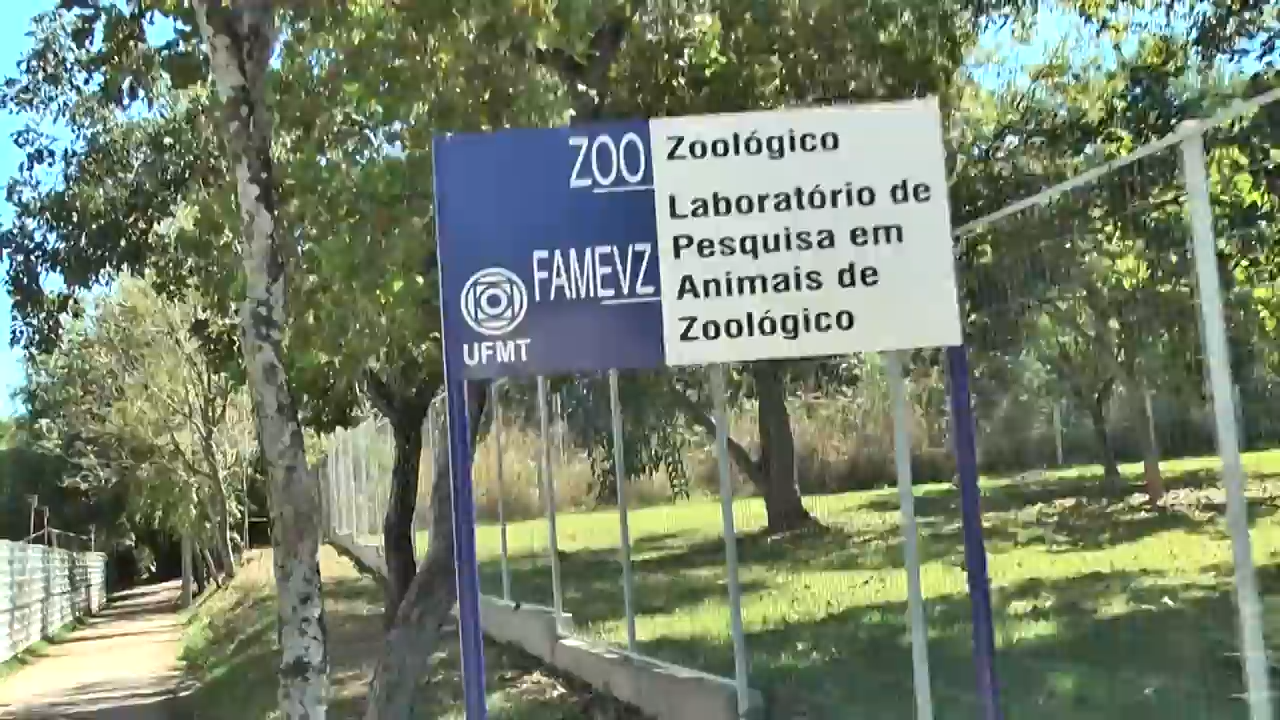 ZOO
FAMEVZ
UFMT
Zoológico
Laboratório de
Pesquisa em
Animais de
Zoológico